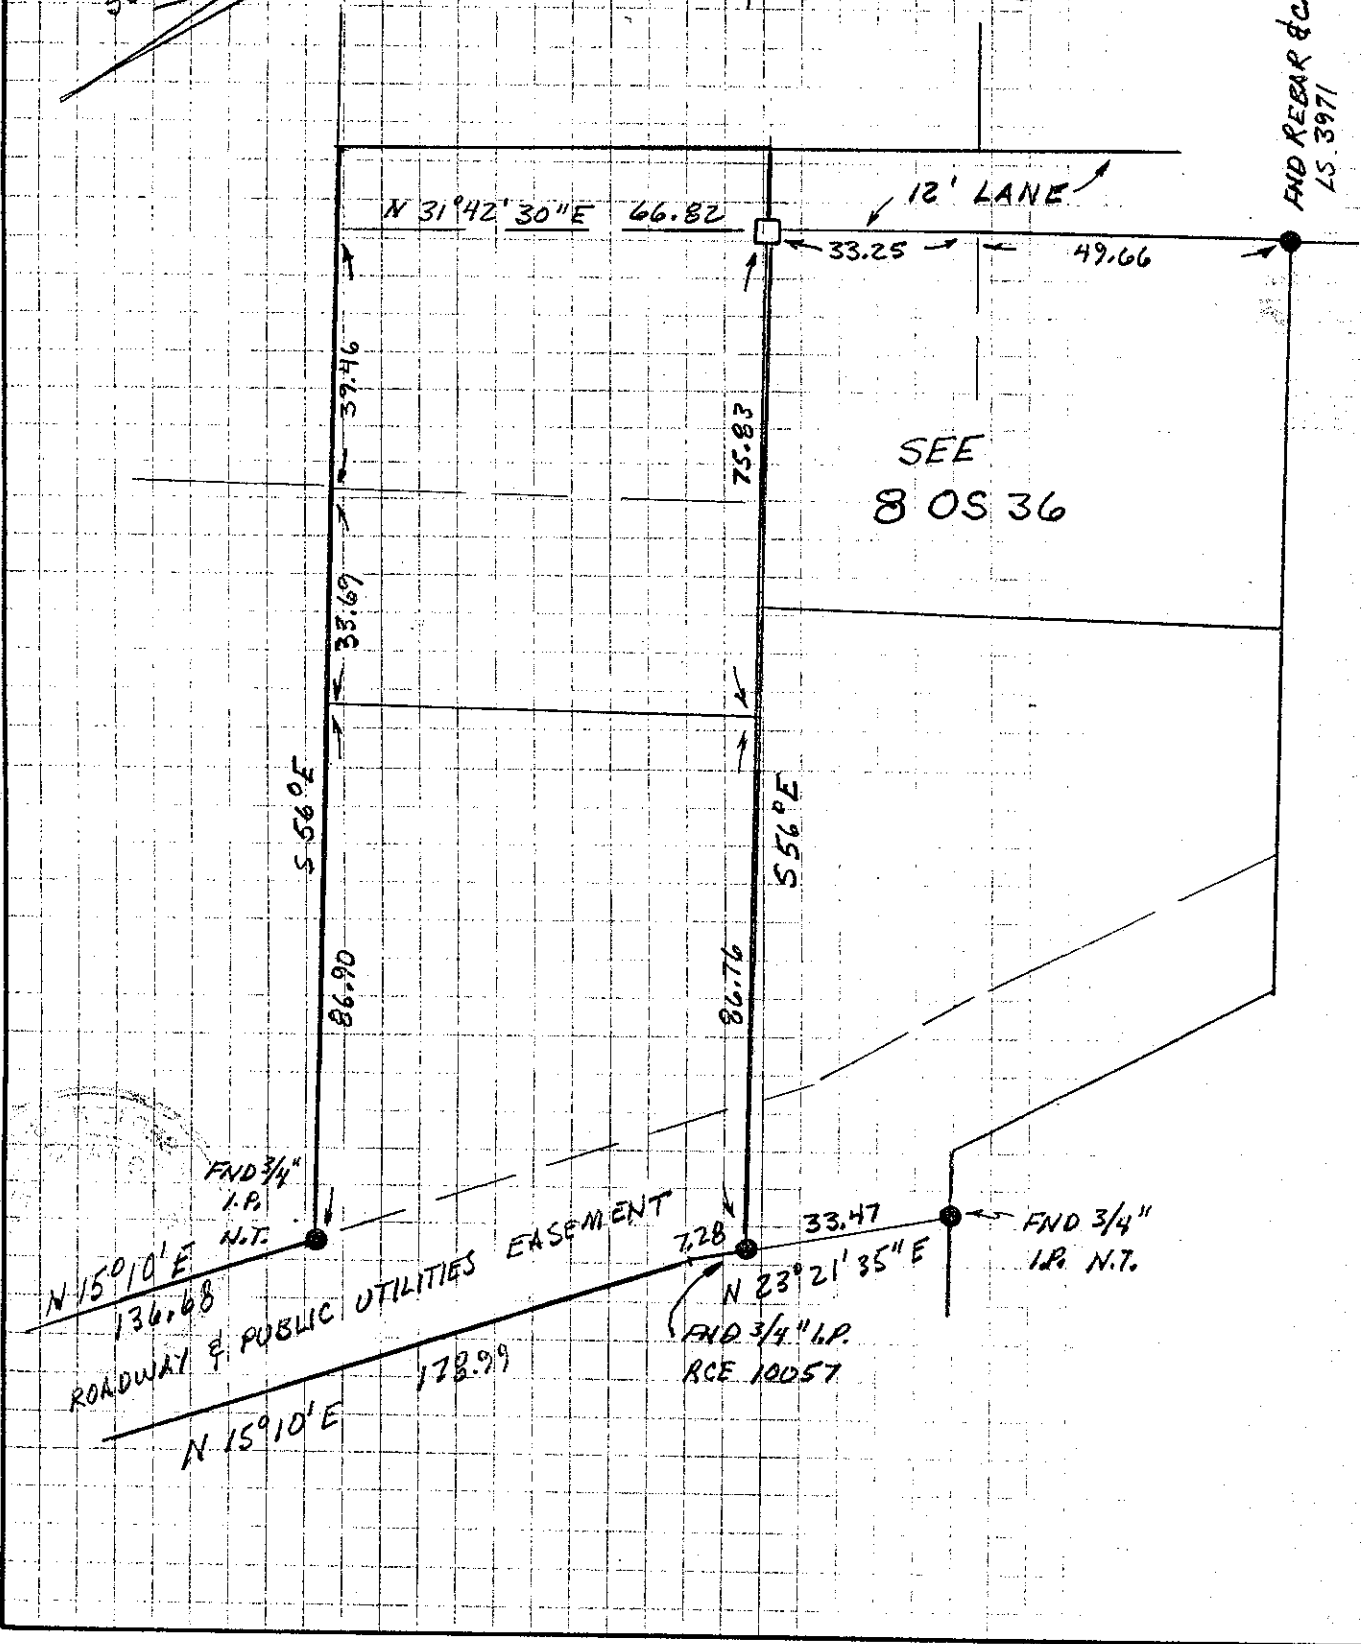 FND REBAR &
LS. 3971
12' LANE
N 31°42'30"E 66.82
33.25
49.66
39.46
75.83
SEE
8 OS 36
33.69
S 56°E
S 56°E
86.90
86.76
FND 3/4"
I.P.
N.T.
N 15°10'E
136.68
ROADWAY & PUBLIC UTILITIES EASEMENT
7.28
33.47
N 23°21'35"E
FND 3/4"
I.P. N.T.
FND 3/4" I.P.
RCE 10057
178.99
N 15°10'E